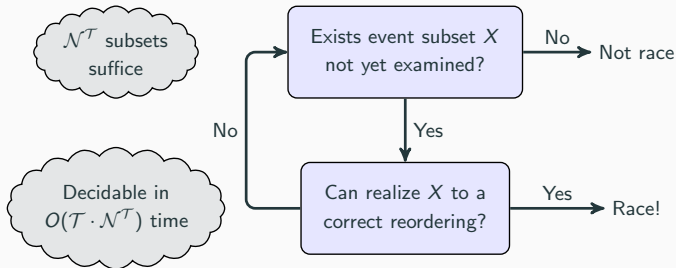 𝒩^𝒯 subsets
suffice
Exists event subset X
not yet examined?
No
Not race
No
Yes
Decidable in
O(𝒯 · 𝒩^𝒯) time
Can realize X to a
correct reordering?
Yes
Race!